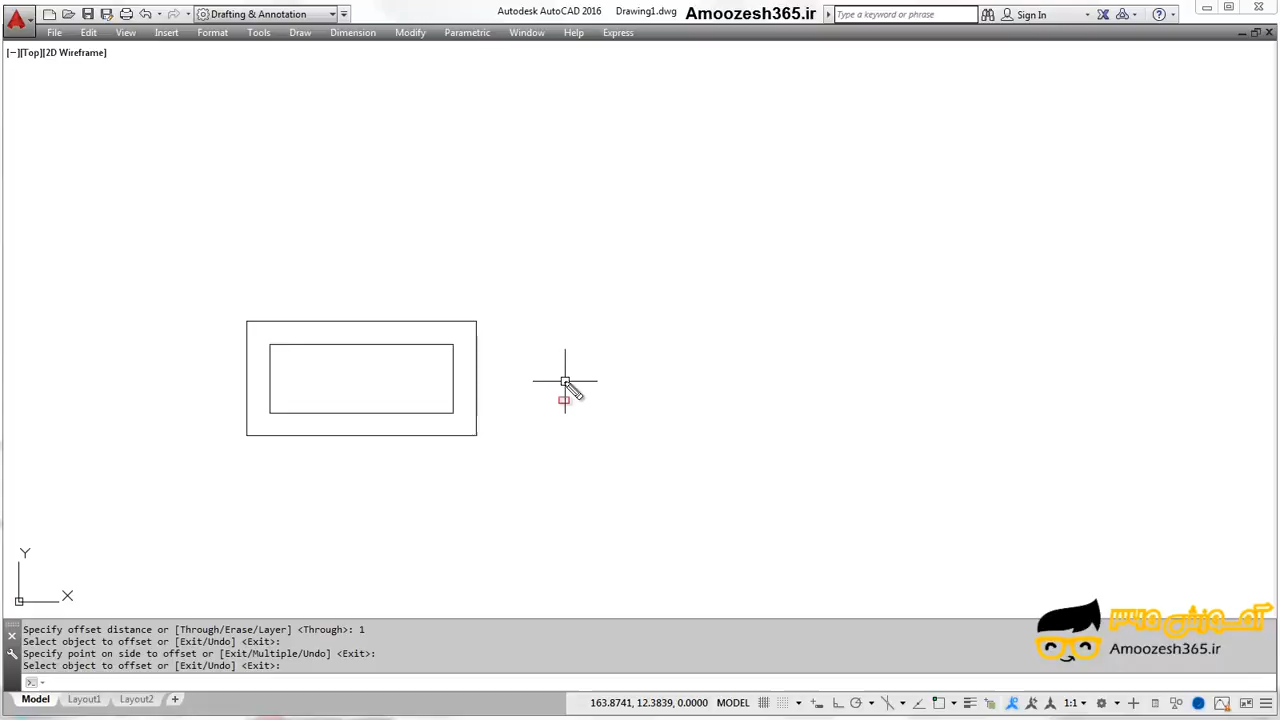 Drafting & Annotation
Autodesk AutoCAD 2016 Drawing1.dwg
Amoozesh365.ir
Type a keyword or phrase
Sign In
File Edit View Insert Format Tools Draw Dimension Modify Parametric Window Help Express
[−][Top][2D Wireframe]
Y
X
Specify offset distance or [Through/Erase/Layer] <Through>: 1
Select object to offset or [Exit/Undo] <Exit>:
Specify point on side to offset or [Exit/Multiple/Undo] <Exit>:
Select object to offset or [Exit/Undo] <Exit>:
آموزش ۳۶۵
Amoozesh365.ir
Model Layout1 Layout2 +
163.8741, 12.3839, 0.0000 MODEL
1:1